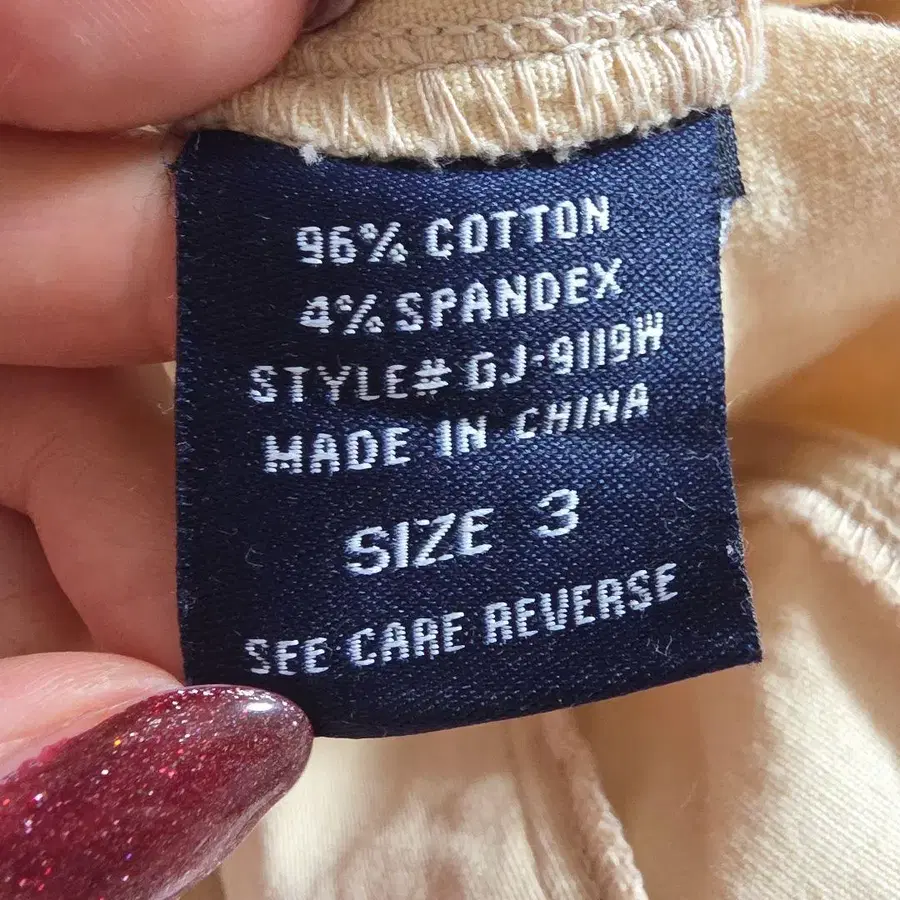 96% COTTON
4% SPANDEX
STYLE# GJ-9119W
MADE IN CHINA
SIZE 3
SEE CARE REVERSE